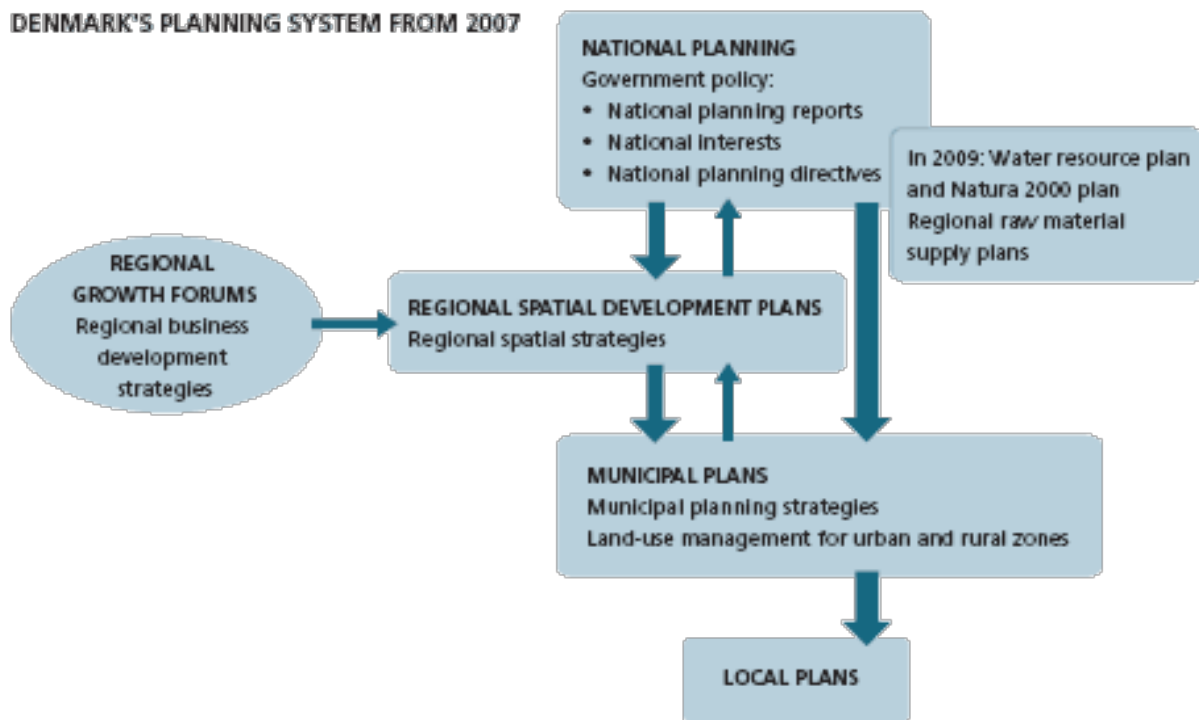 DENMARK'S PLANNING SYSTEM FROM 2007
NATIONAL PLANNING
Government policy:
• National planning reports
• National interests
• National planning directives
In 2009: Water resource plan
and Natura 2000 plan
Regional raw material
supply plans
REGIONAL
GROWTH FORUMS
Regional business
development
strategies
REGIONAL SPATIAL DEVELOPMENT PLANS
Regional spatial strategies
MUNICIPAL PLANS
Municipal planning strategies
Land-use management for urban and rural zones
LOCAL PLANS